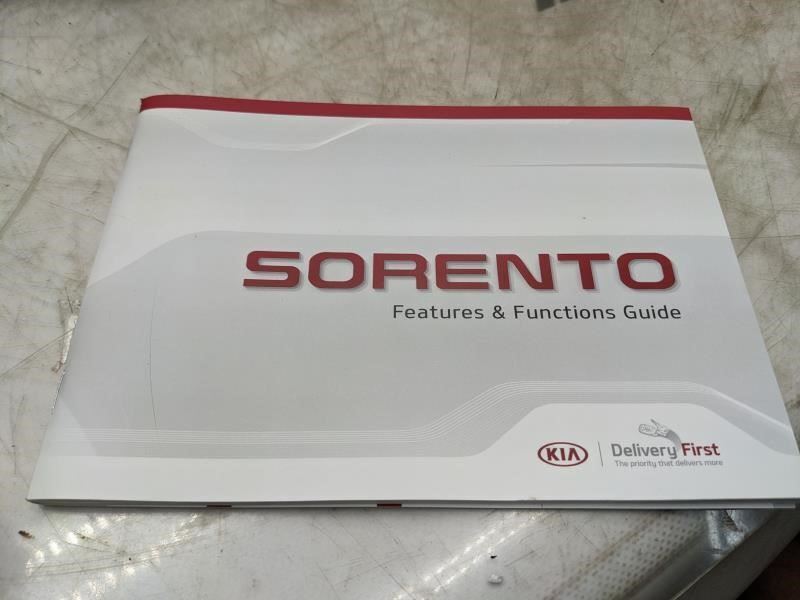 SORENTO
Features & Functions Guide
KIA
Delivery First
The priority that delivers more